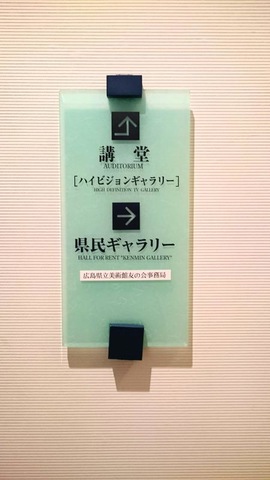 講 堂
AUDITORIUM
[ハイビジョンギャラリー]
HIGH DEFINITION TV GALLERY
県民ギャラリー
HALL FOR RENT "KENMIN GALLERY"
広島県立美術館友の会事務局